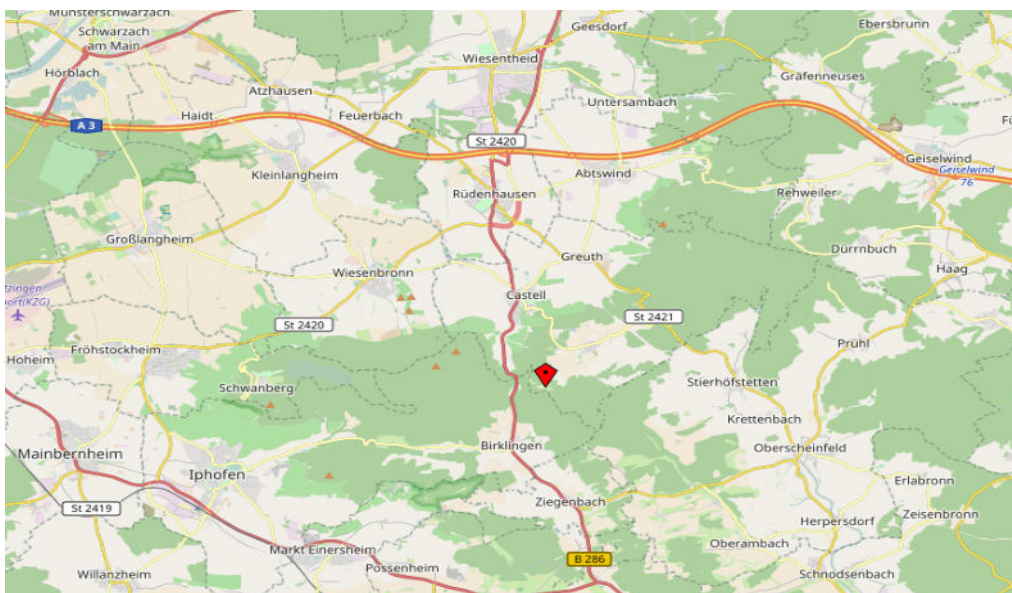 Münsterschwarzach
Schwarzach
am Main
Geesdorf
Ebersbrunn
Wiesentheid
Hörblach
Gräfenneuses
Atzhausen
Untersambach
Haidt
Feuerbach
A 3
St 2420
Geiselwind
Geiselwind
76
Kleinlangheim
Abtswind
Rüdenhausen
Rehweiler
Großlangheim
Dürrnbuch
Wiesenbronn
Greuth
Haag
Castell
port(KZG)
St 2420
St 2421
Hoheim
Fröhstockheim
Prühl
Schwanberg
Stierhöfstetten
Krettenbach
Mainbernheim
Birklingen
Oberscheinfeld
Iphofen
Erlabronn
Ziegenbach
St 2419
Herpersdorf
Zeisenbronn
Markt Einersheim
Oberambach
B 286
Possenheim
Willanzheim
Schnodsenbach